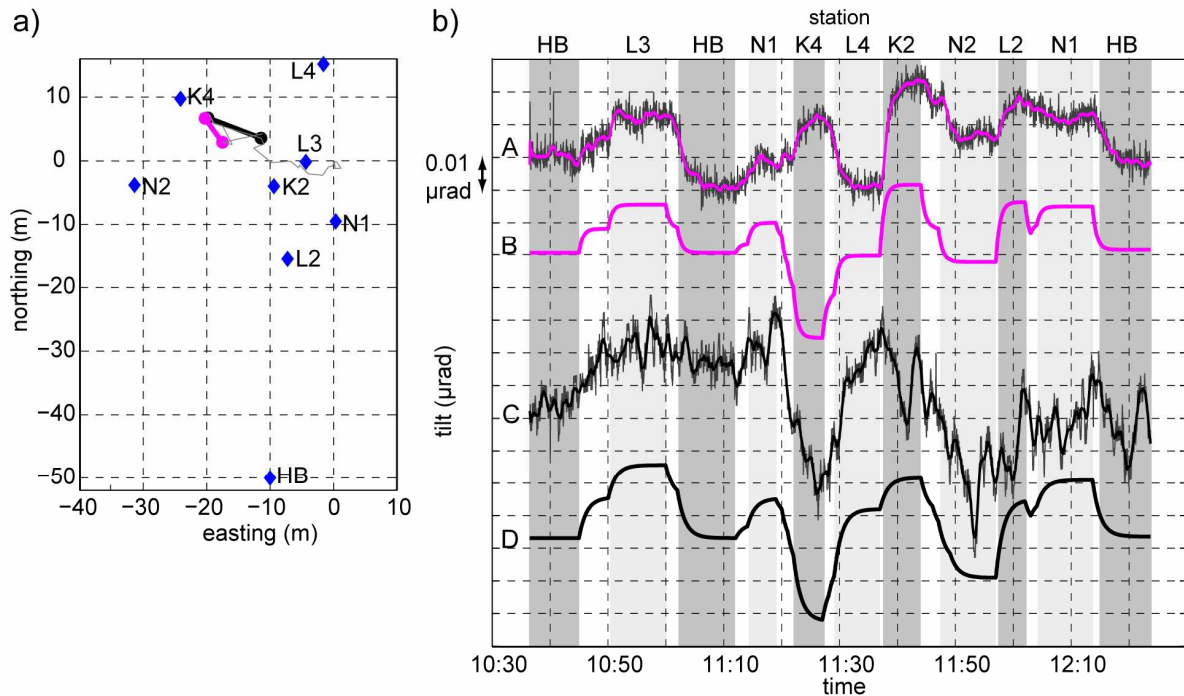 a)
10
0
−10
−20
−30
−40
−50
−40 −30 −20 −10 0 10
northing (m)
easting (m)
L4
K4
L3
N2
K2
N1
L2
HB
b)
station
HB L3 HB N1 K4 L4 K2 N2 L2 N1 HB
A
0.01
μrad
B
C
D
tilt (μrad)
10:30 10:50 11:10 11:30 11:50 12:10
time